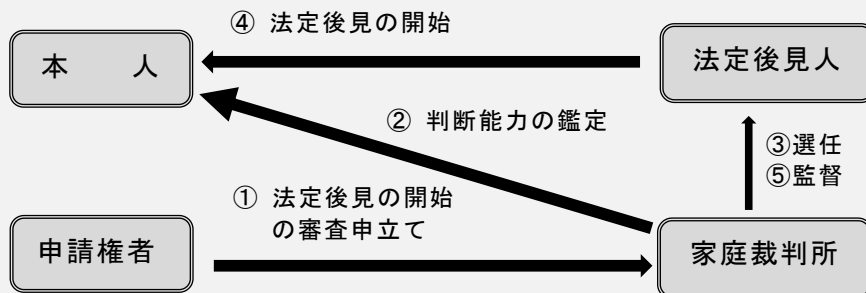 ④ 法定後見の開始
本　　人
法定後見人
② 判断能力の鑑定
③選任
⑤監督
① 法定後見の開始
の審査申立て
申請権者
家庭裁判所